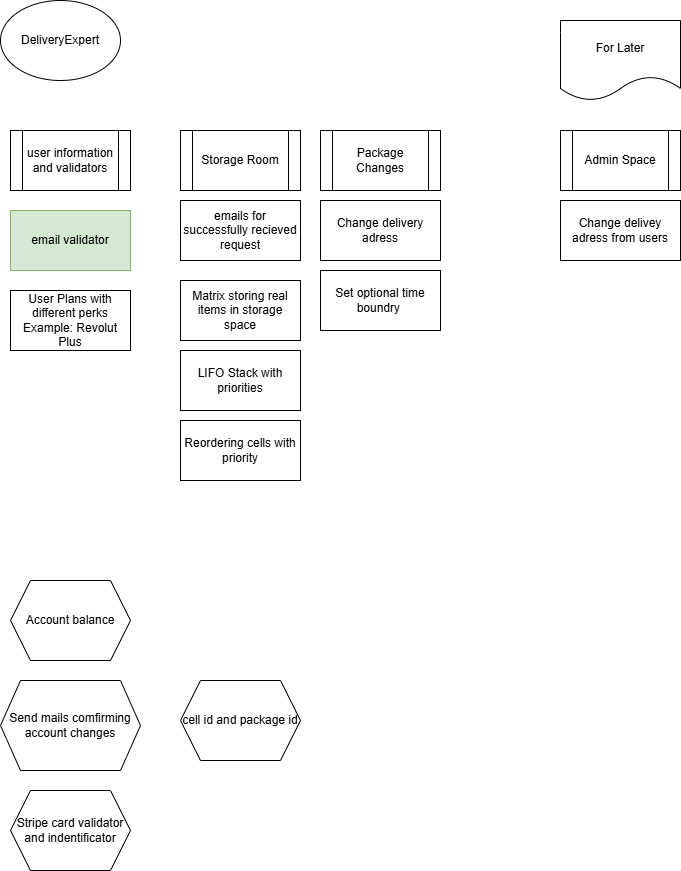 DeliveryExpert
For Later
user information
and validators
Storage Room
Package
Changes
Admin Space
email validator
emails for
successfully recieved
request
Change delivery
adress
Change delivey
adress from users
User Plans with
different perks
Example: Revolut
Plus
Matrix storing real
items in storage
space
Set optional time
boundry
LIFO Stack with
priorities
Reordering cells with
priority
Account balance
Send mails comfirming
account changes
cell id and package id
Stripe card validator
and indentificator